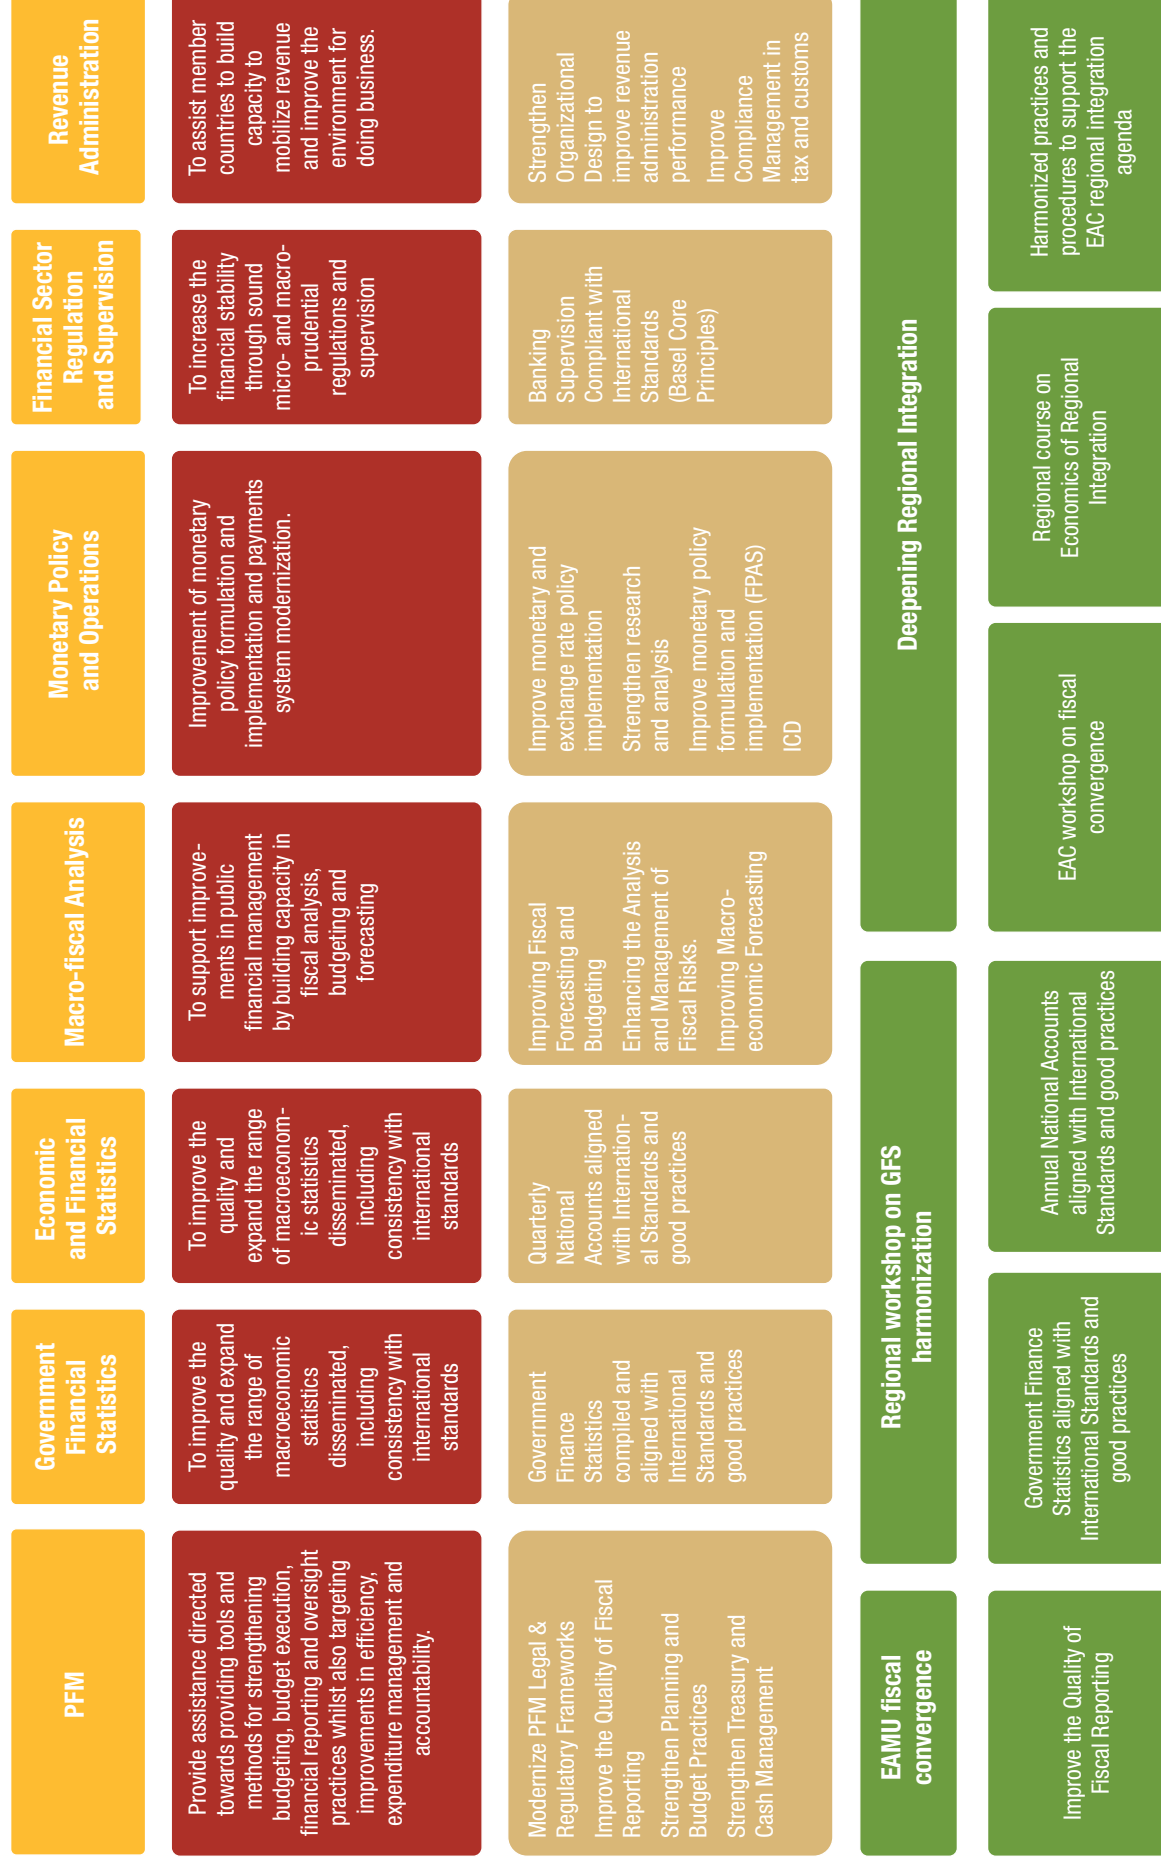 PFM
Government
Financial
Statistics
Economic
and Financial
Statistics
Macro-fiscal Analysis
Monetary Policy
and Operations
Financial Sector
Regulation
and Supervision
Revenue
Administration
Provide assistance directed
towards providing tools and
methods for strengthening
budgeting, budget execution,
financial reporting and oversight
practices whilst also targeting
improvements in efficiency,
expenditure management and
accountability.
To improve the
quality and expand
the range of
macroeconomic
statistics
disseminated,
including
consistency with
international
standards
To improve the
quality and
expand the range
of macroeconom-
ic statistics
disseminated,
including
consistency with
international
standards
To support improve-
ments in public
financial management
by building capacity in
fiscal analysis,
budgeting and
forecasting
Improvement of monetary
policy formulation and
implementation and payments
system modernization.
To increase the
financial stability
through sound
micro- and macro-
prudential
regulations and
supervision
To assist member
countries to build
capacity to
mobilize revenue
and improve the
environment for
doing business.
Modernize PFM Legal &
Regulatory Frameworks
Improve the Quality of Fiscal
Reporting
Strengthen Planning and
Budget Practices
Strengthen Treasury and
Cash Management
Government
Finance
Statistics
compiled and
aligned with
International
Standards and
good practices
Quarterly
National
Accounts aligned
with Internation-
al Standards and
good practices
Improving Fiscal
Forecasting and
Budgeting
Enhancing the Analysis
and Management of
Fiscal Risks.
Improving Macro-
economic Forecasting
Improve monetary and
exchange rate policy
implementation
Strengthen research
and analysis
Improve monetary policy
formulation and
implementation (FPAS)
ICD
Banking
Supervision
Compliant with
International
Standards
(Basel Core
Principles)
Strengthen
Organizational
Design to
improve revenue
administration
performance
Improve
Compliance
Management in
tax and customs
EAMU fiscal
convergence
Regional workshop on GFS
harmonization
Deepening Regional Integration
Improve the Quality of
Fiscal Reporting
Government Finance
Statistics aligned with
International Standards and
good practices
Annual National Accounts
aligned with International
Standards and good practices
EAC workshop on fiscal
convergence
Regional course on
Economics of Regional
Integration
Harmonized practices and
procedures to support the
EAC regional integration
agenda